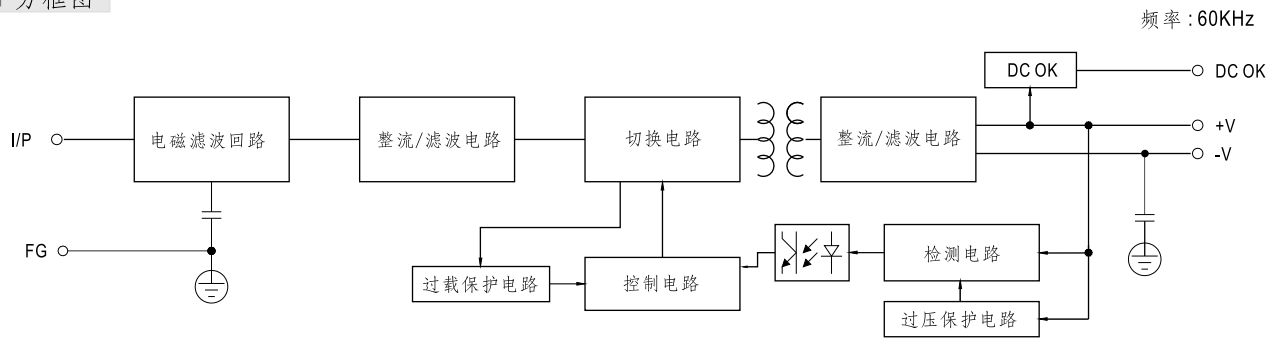 方框图
频率 : 60KHz
DC OK
DC OK
I/P
电磁滤波回路
整流/滤波电路
切换电路
整流/滤波电路
+V
-V
FG
过载保护电路
控制电路
检测电路
过压保护电路